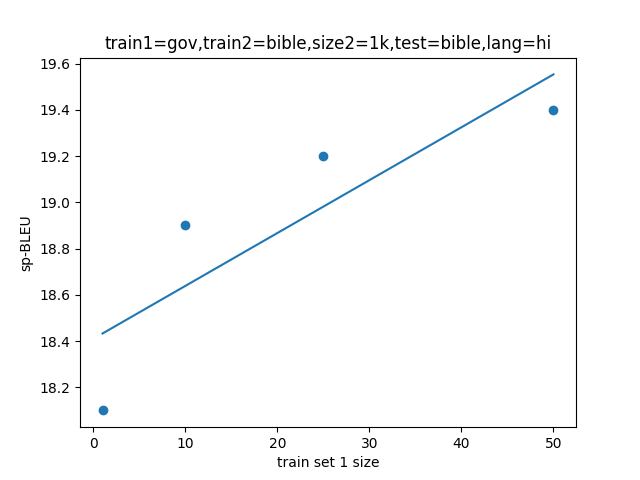 train1=gov,train2=bible,size2=1k,test=bible,lang=hi
19.6
19.4
19.2
19.0
18.8
18.6
18.4
18.2
sp-BLEU
0 10 20 30 40 50
train set 1 size